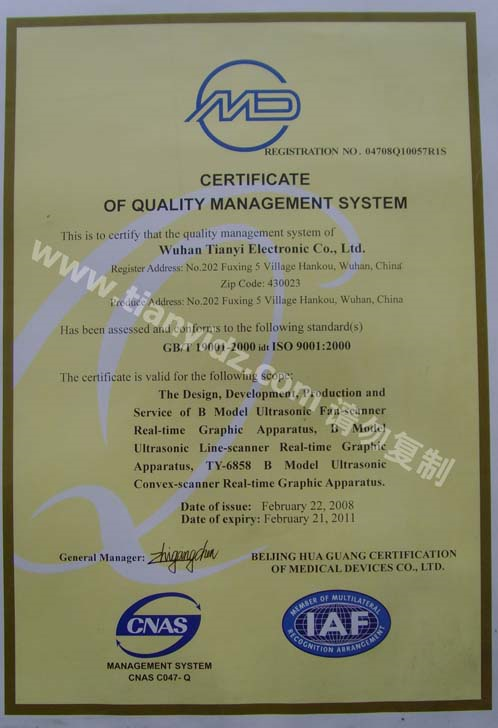 MD
REGISTRATION NO. 04708Q10057R1S
CERTIFICATE
OF QUALITY MANAGEMENT SYSTEM
This is to certify that the quality management system of
Wuhan Tianyi Electronic Co., Ltd.
Register Address: No.202 Fuxing 5 Village Hankou, Wuhan, China
Zip Code: 430023
Produce Address: No.202 Fuxing 5 Village Hankou, Wuhan, China
Has been assessed and conforms to the following standard(s)
GB/T 19001-2000 idt ISO 9001:2000
The certificate is valid for the following scope:
The Design, Development, Production and
Service of B Model Ultrasonic Fan-scanner
Real-time Graphic Apparatus, B Model
Ultrasonic Line-scanner Real-time Graphic
Apparatus, TY-6858 B Model Ultrasonic
Convex-scanner Real-time Graphic Apparatus.
Date of issue: February 22, 2008
Date of expiry: February 21, 2011
General Manager:
BEIJING HUA GUANG CERTIFICATION
OF MEDICAL DEVICES CO., LTD.
CNAS
MANAGEMENT SYSTEM
CNAS C047- Q
MEMBER OF MULTILATERAL
IAF
RECOGNITION ARRANGEMENT
www.tianyidz.com 请勿复制